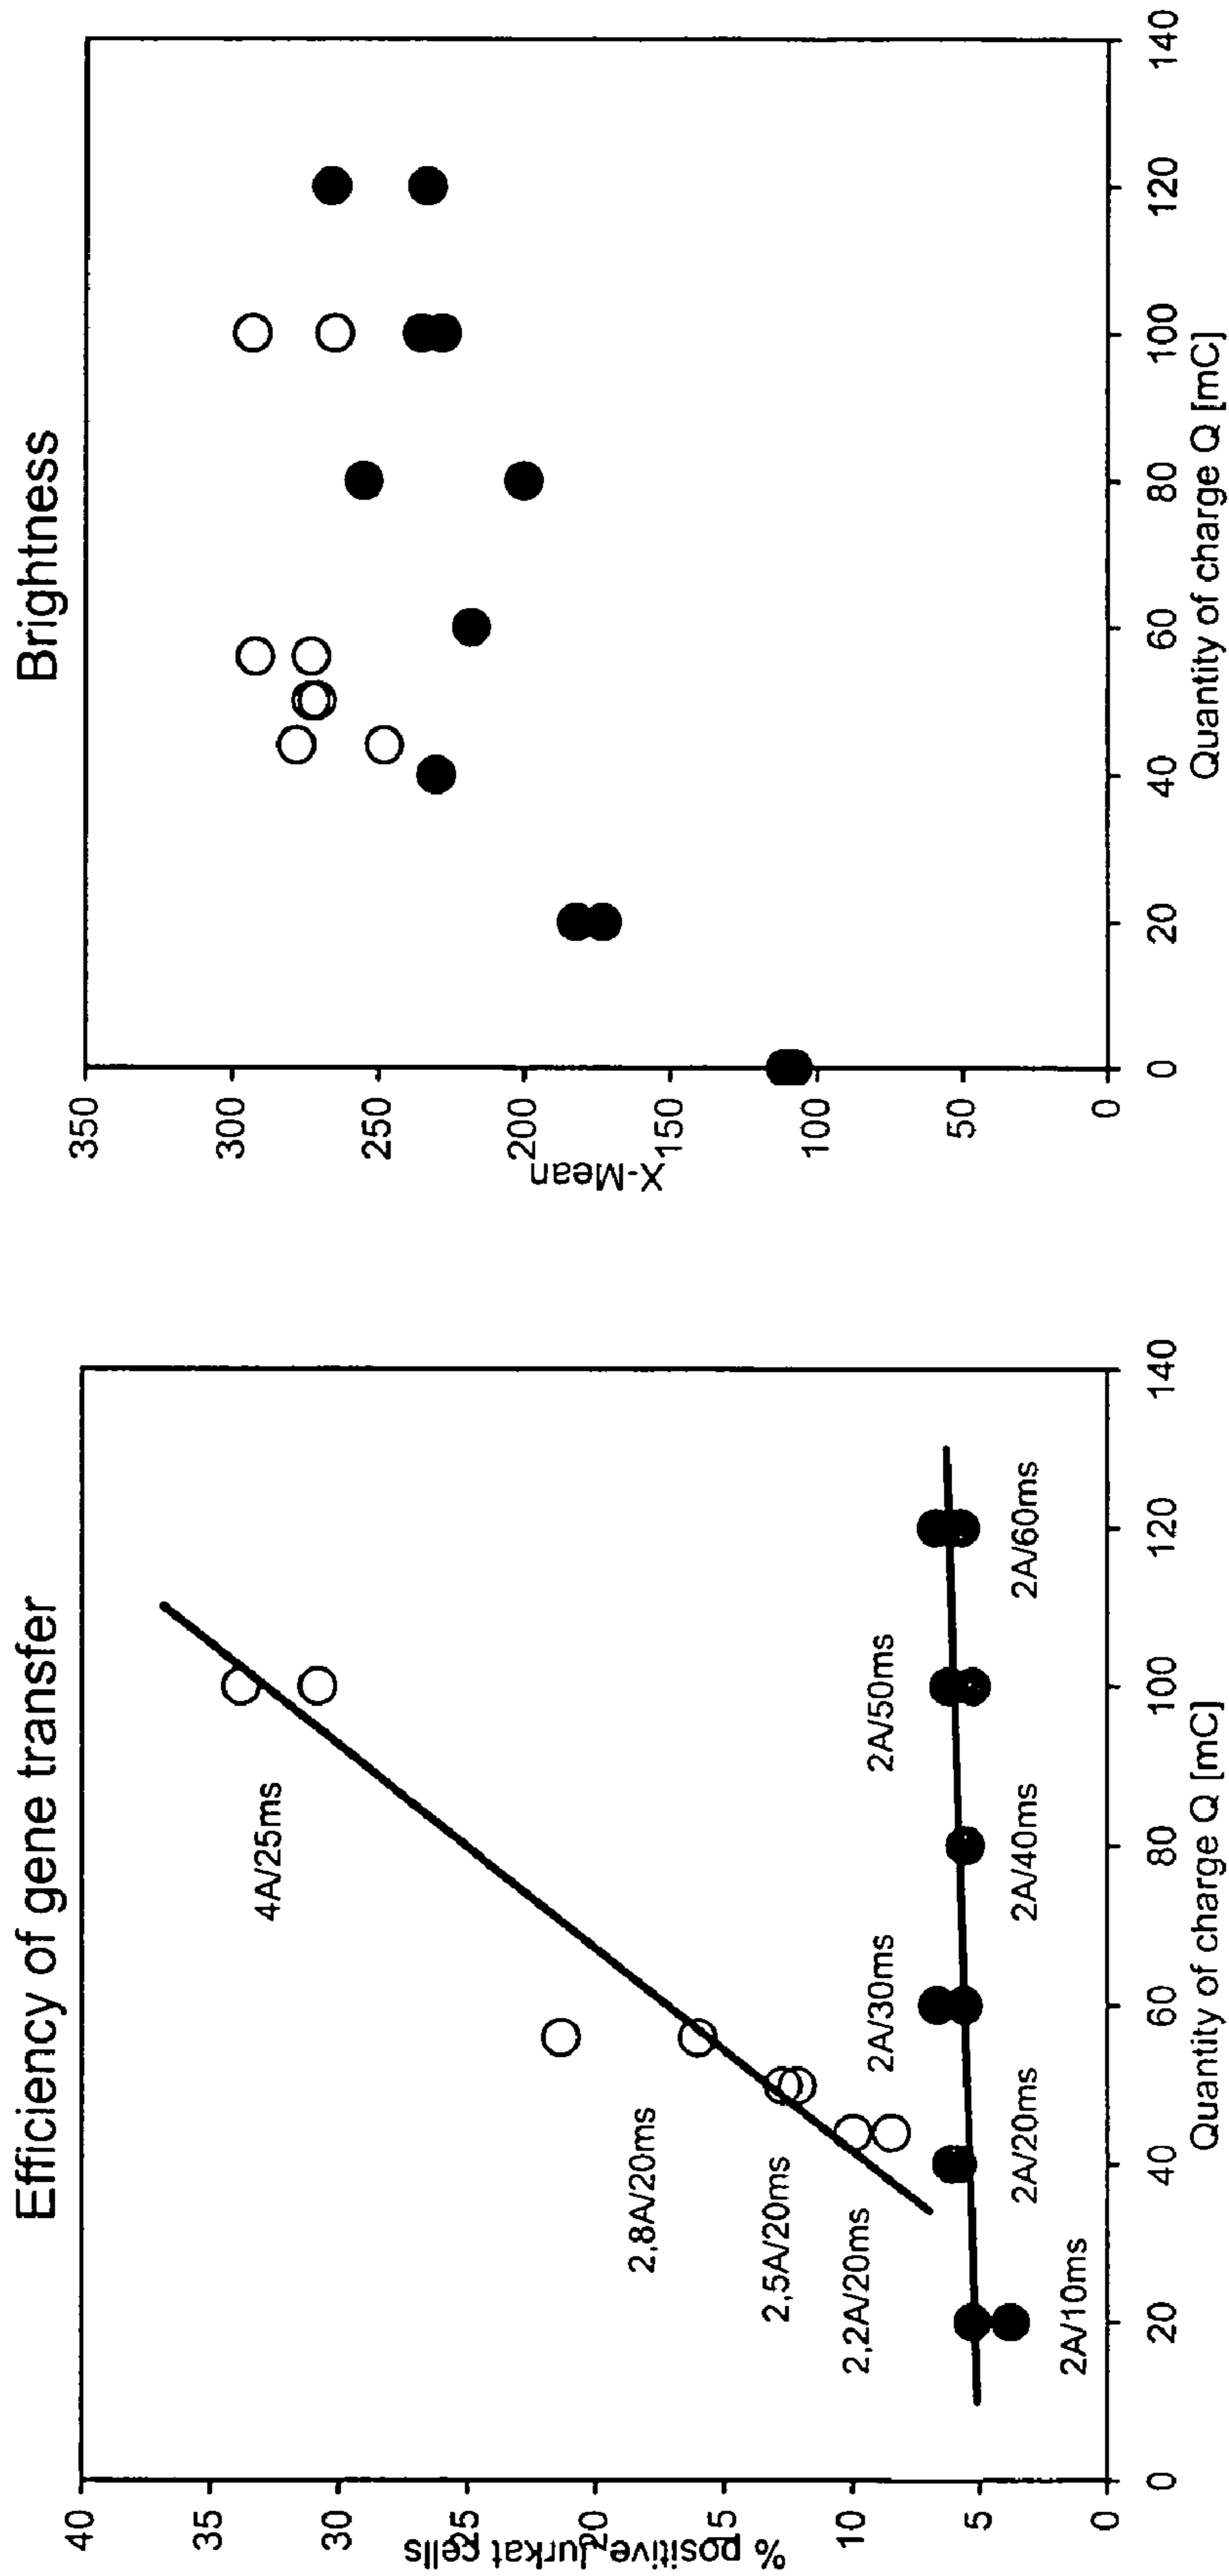 Efficiency of gene transfer
% positive Jurkat cells
40
35
30
25
20
15
10
5
0
4A/25ms
2,8A/20ms
2,5A/20ms
2,2A/20ms
2A/10ms
2A/20ms
2A/30ms
2A/40ms
2A/50ms
2A/60ms
0 20 40 60 80 100 120 140
Quantity of charge Q [mC]
Brightness
X-Mean
350
300
250
200
150
100
50
0
0 20 40 60 80 100 120 140
Quantity of charge Q [mC]